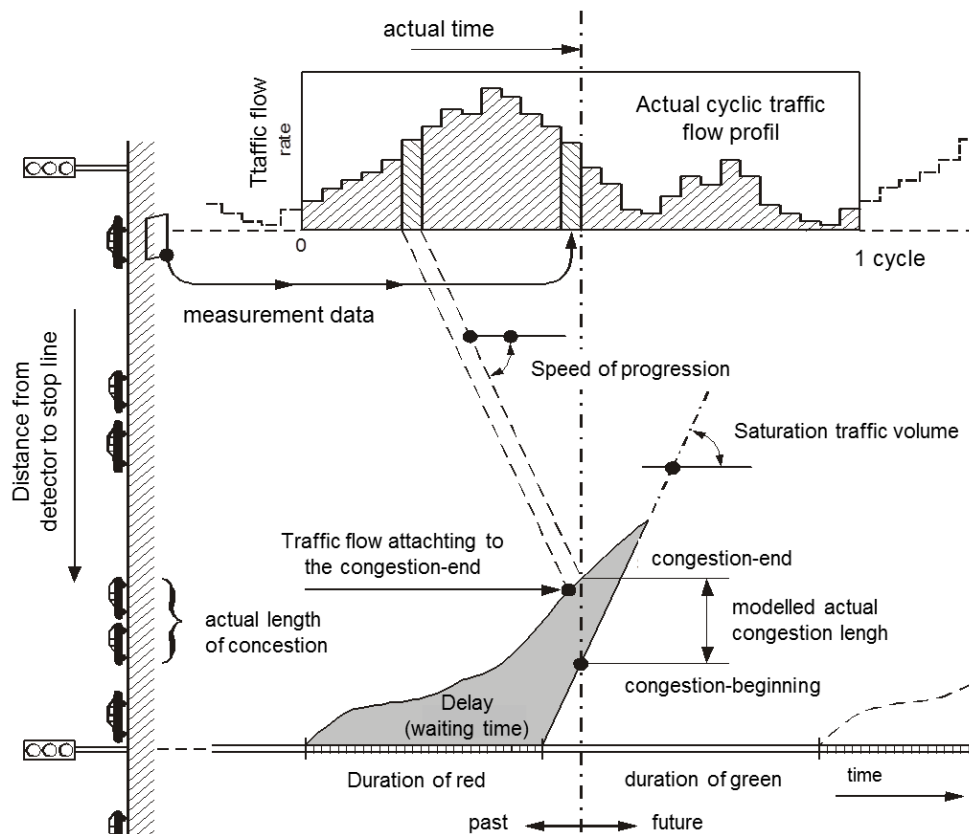 actual time
Ttaffic flow
rate
Actual cyclic traffic
flow profil
0
1 cycle
measurement data
Speed of progression
Distance from
detector to stop line
Saturation traffic volume
Traffic flow attachting to
the congestion-end
congestion-end
actual length
of concestion
modelled actual
congestion lengh
congestion-beginning
Delay
(waiting time)
Duration of red
duration of green
time
past
future